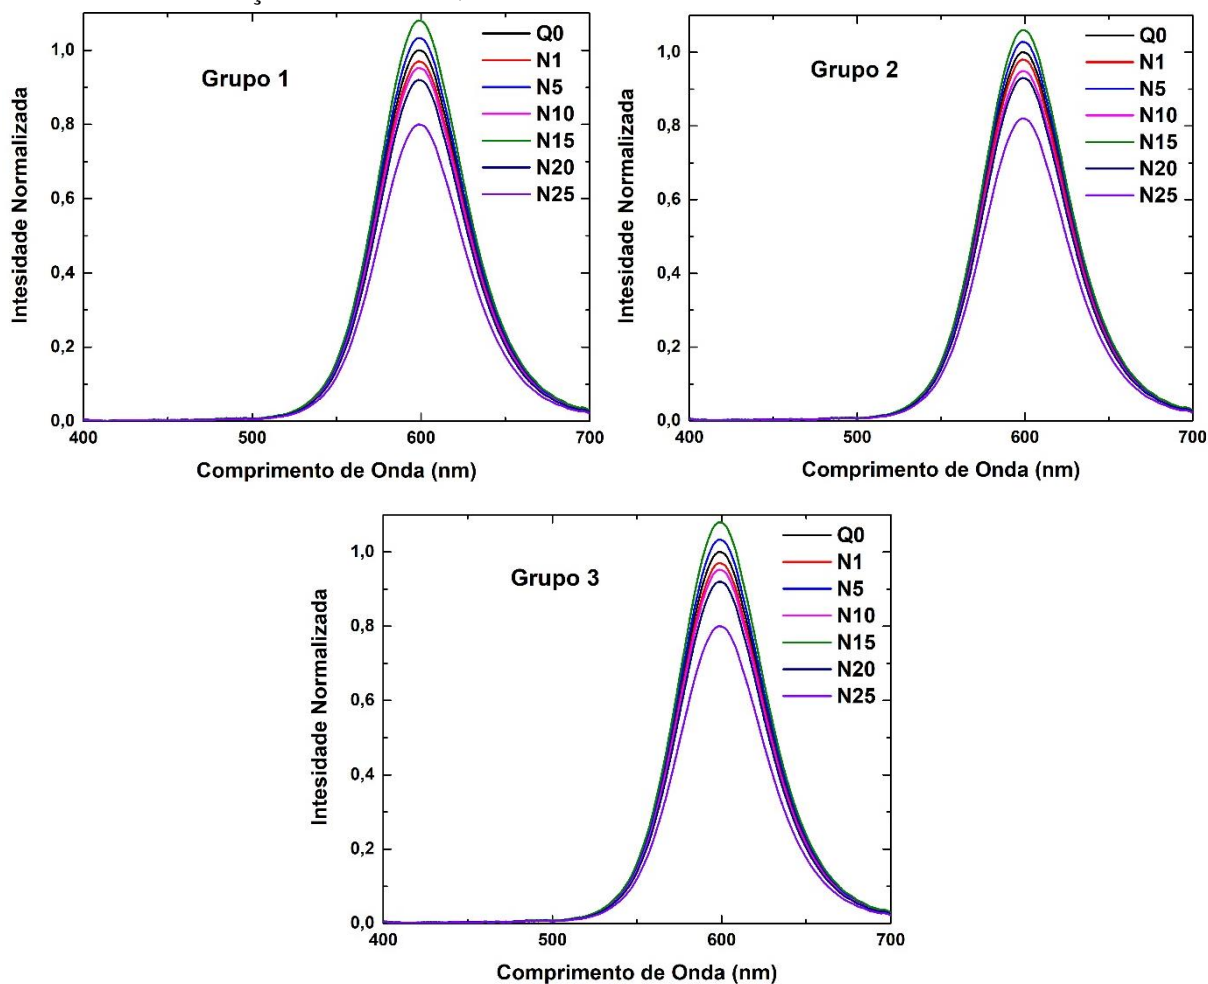 Grupo 1
Q0
N1
N5
N10
N15
N20
N25
Intesidade Normalizada
1,0
0,8
0,6
0,4
0,2
0,0
400
500
600
700
Comprimento de Onda (nm)
Grupo 2
Q0
N1
N5
N10
N15
N20
N25
Intesidade Normalizada
1,0
0,8
0,6
0,4
0,2
0,0
400
500
600
700
Comprimento de Onda (nm)
Grupo 3
Q0
N1
N5
N10
N15
N20
N25
Intesidade Normalizada
1,0
0,8
0,6
0,4
0,2
0,0
400
500
600
700
Comprimento de Onda (nm)